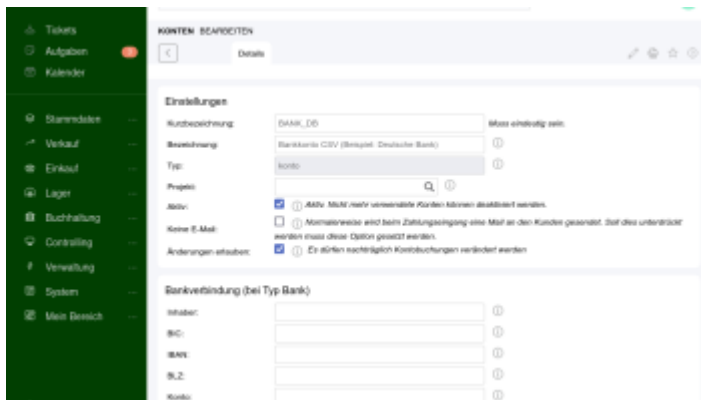 Tickets
Aufgaben
Kalender
Stammdaten
Verkauf
Einkauf
Lager
Buchhaltung
Controlling
Verwaltung
System
Mein Bereich
KONTEN BEARBEITEN
Details
Einstellungen
Kurzbezeichnung: BANK_DB Muss eindeutig sein.
Bezeichnung: Bankkonto CSV (Beispiel: Deutsche Bank)
Typ: konto
Projekt:
Aktiv: Aktiv. Nicht mehr verwendete Konten können deaktiviert werden.
Keine E-Mail: Normalerweise wird beim Zahlungseingang eine Mail an den Kunden gesendet. Soll dies unterdrückt
werden muss diese Option gesetzt werden.
Änderungen erlauben: Es dürfen nachträglich Kontobuchungen verändert werden
Bankverbindung (bei Typ Bank)
Inhaber:
BIC:
IBAN:
BLZ:
Konto: